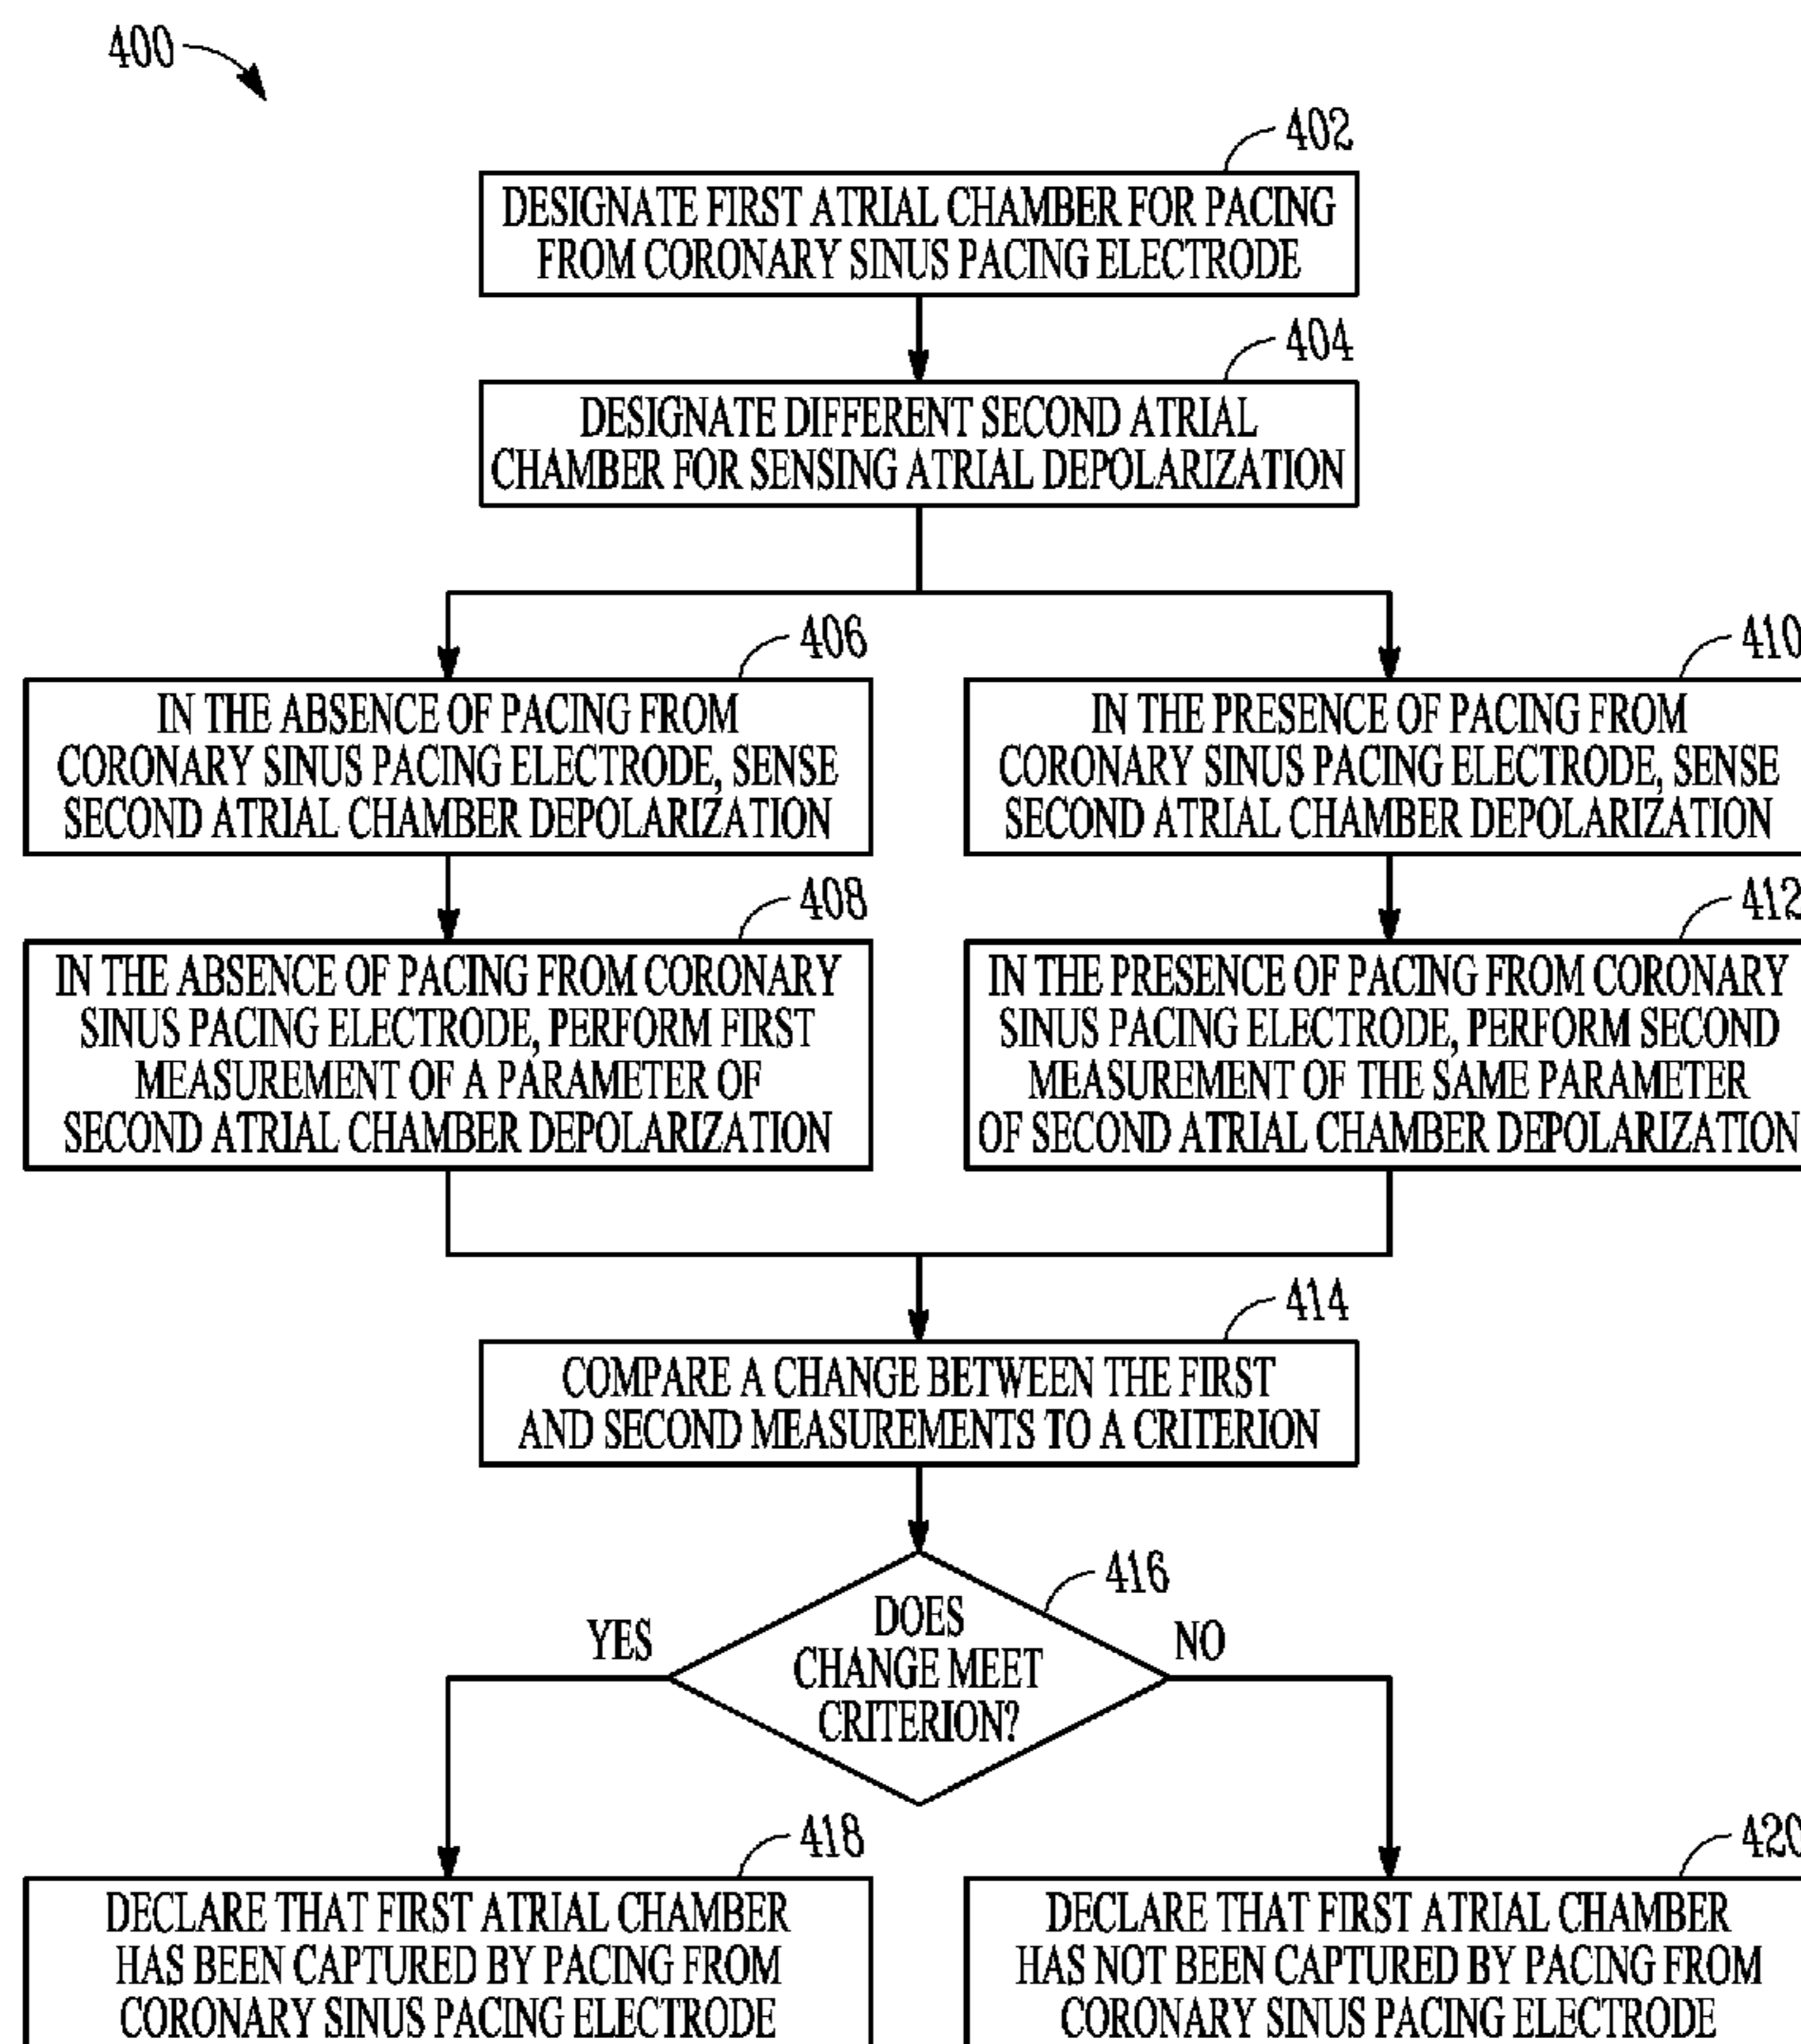 400
402
DESIGNATE FIRST ATRIAL CHAMBER FOR PACING
FROM CORONARY SINUS PACING ELECTRODE
404
DESIGNATE DIFFERENT SECOND ATRIAL
CHAMBER FOR SENSING ATRIAL DEPOLARIZATION
406
IN THE ABSENCE OF PACING FROM
CORONARY SINUS PACING ELECTRODE, SENSE
SECOND ATRIAL CHAMBER DEPOLARIZATION
410
IN THE PRESENCE OF PACING FROM
CORONARY SINUS PACING ELECTRODE, SENSE
SECOND ATRIAL CHAMBER DEPOLARIZATION
408
IN THE ABSENCE OF PACING FROM CORONARY
SINUS PACING ELECTRODE, PERFORM FIRST
MEASUREMENT OF A PARAMETER OF
SECOND ATRIAL CHAMBER DEPOLARIZATION
412
IN THE PRESENCE OF PACING FROM CORONARY
SINUS PACING ELECTRODE, PERFORM SECOND
MEASUREMENT OF THE SAME PARAMETER
OF SECOND ATRIAL CHAMBER DEPOLARIZATION
414
COMPARE A CHANGE BETWEEN THE FIRST
AND SECOND MEASUREMENTS TO A CRITERION
416
DOES
CHANGE MEET
CRITERION?
YES
NO
418
DECLARE THAT FIRST ATRIAL CHAMBER
HAS BEEN CAPTURED BY PACING FROM
CORONARY SINUS PACING ELECTRODE
420
DECLARE THAT FIRST ATRIAL CHAMBER
HAS NOT BEEN CAPTURED BY PACING FROM
CORONARY SINUS PACING ELECTRODE